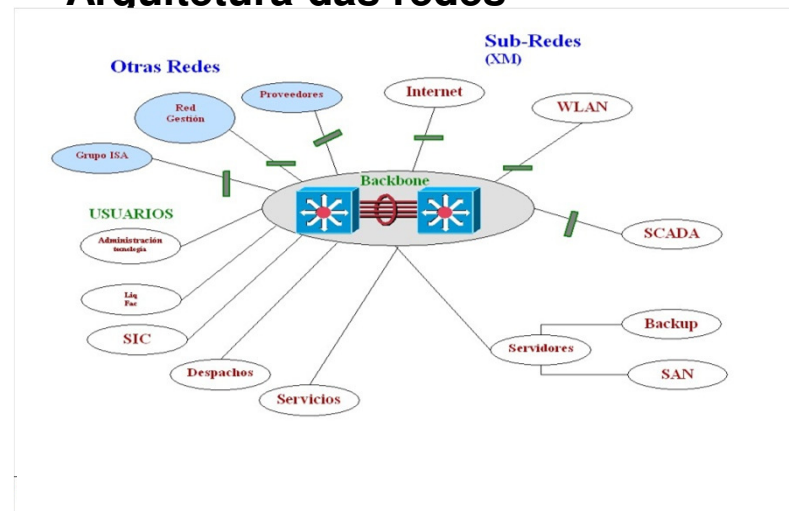 Arquitetura das redes
Sub-Redes
(XM)
Otras Redes
Proveedores
Internet
Red
Gestión
WLAN
Grupo ISA
Backbone
USUARIOS
SCADA
Administración
tecnología
Liq
Fac
SIC
Backup
Servidores
Despachos
SAN
Servicios